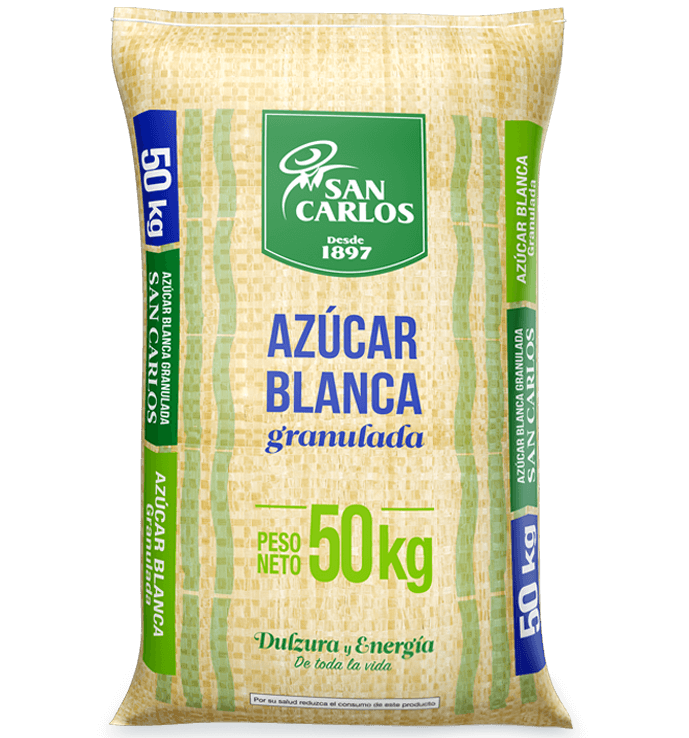 SAN
CARLOS
Desde
1897
AZÚCAR
BLANCA
granulada
PESO
NETO
50kg
Dulzura y Energía
De toda la vida
Por su salud reduzca el consumo de este producto
50 kg
AZÚCAR BLANCA GRANULADA
SAN CARLOS
AZÚCAR BLANCA
Granulada
AZÚCAR BLANCA
Granulada
AZÚCAR BLANCA GRANULADA
SAN CARLOS
50 kg